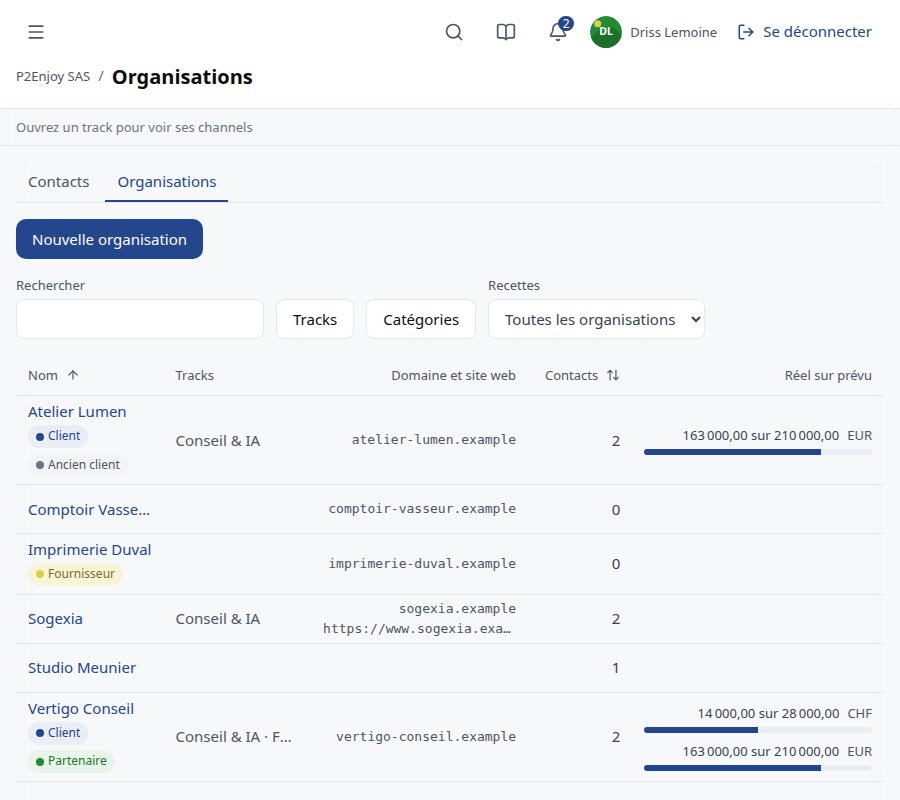 2
DL
Driss Lemoine
Se déconnecter
P2Enjoy SAS / Organisations
Ouvrez un track pour voir ses channels
Contacts
Organisations
Nouvelle organisation
Rechercher
Recettes
Tracks
Catégories
Toutes les organisations
Nom
Tracks
Domaine et site web
Contacts
Réel sur prévu
Atelier Lumen
Client
Ancien client
Conseil & IA
atelier-lumen.example
2
163 000,00 sur 210 000,00 EUR
Comptoir Vasse…
comptoir-vasseur.example
0
Imprimerie Duval
Fournisseur
imprimerie-duval.example
0
Sogexia
Conseil & IA
sogexia.example
https://www.sogexia.exa…
2
Studio Meunier
1
Vertigo Conseil
Client
Partenaire
Conseil & IA · F…
vertigo-conseil.example
2
14 000,00 sur 28 000,00 CHF
163 000,00 sur 210 000,00 EUR